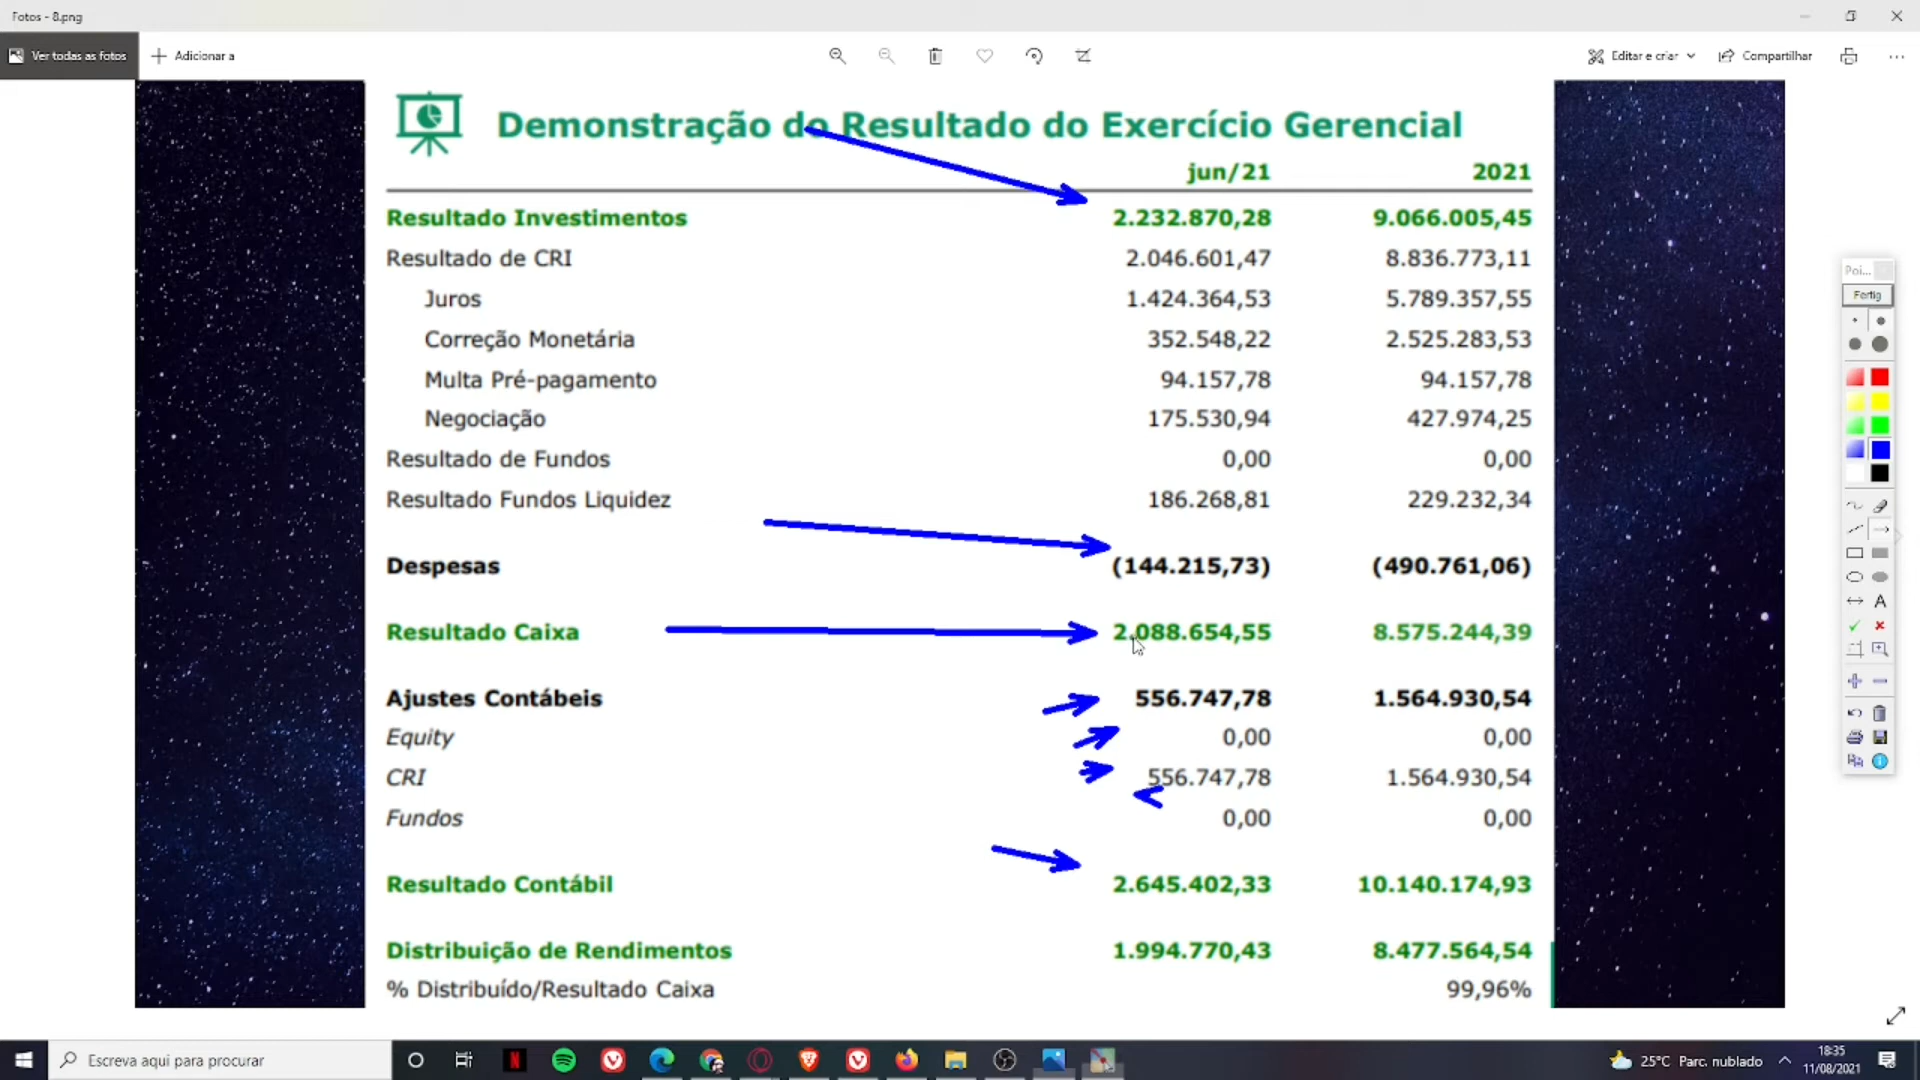 Fotos - 8.png
Ver todas as fotos
Adicionar a
Editar e criar
Compartilhar
Demonstração do Resultado do Exercício Gerencial
jun/21 2021
Resultado Investimentos 2.232.870,28 9.066.005,45
Resultado de CRI 2.046.601,47 8.836.773,11
Juros 1.424.364,53 5.789.357,55
Correção Monetária 352.548,22 2.525.283,53
Multa Pré-pagamento 94.157,78 94.157,78
Negociação 175.530,94 427.974,25
Resultado de Fundos 0,00 0,00
Resultado Fundos Liquidez 186.268,81 229.232,34
Despesas (144.215,73) (490.761,06)
Resultado Caixa 2.088.654,55 8.575.244,39
Ajustes Contábeis 556.747,78 1.564.930,54
Equity 0,00 0,00
CRI 556.747,78 1.564.930,54
Fundos 0,00 0,00
Resultado Contábil 2.645.402,33 10.140.174,93
Distribuição de Rendimentos 1.994.770,43 8.477.564,54
% Distribuído/Resultado Caixa 99,96%
Poi...
Fertig
A
Escreva aqui para procurar
25°C Parc. nublado
18:35
11/08/2021